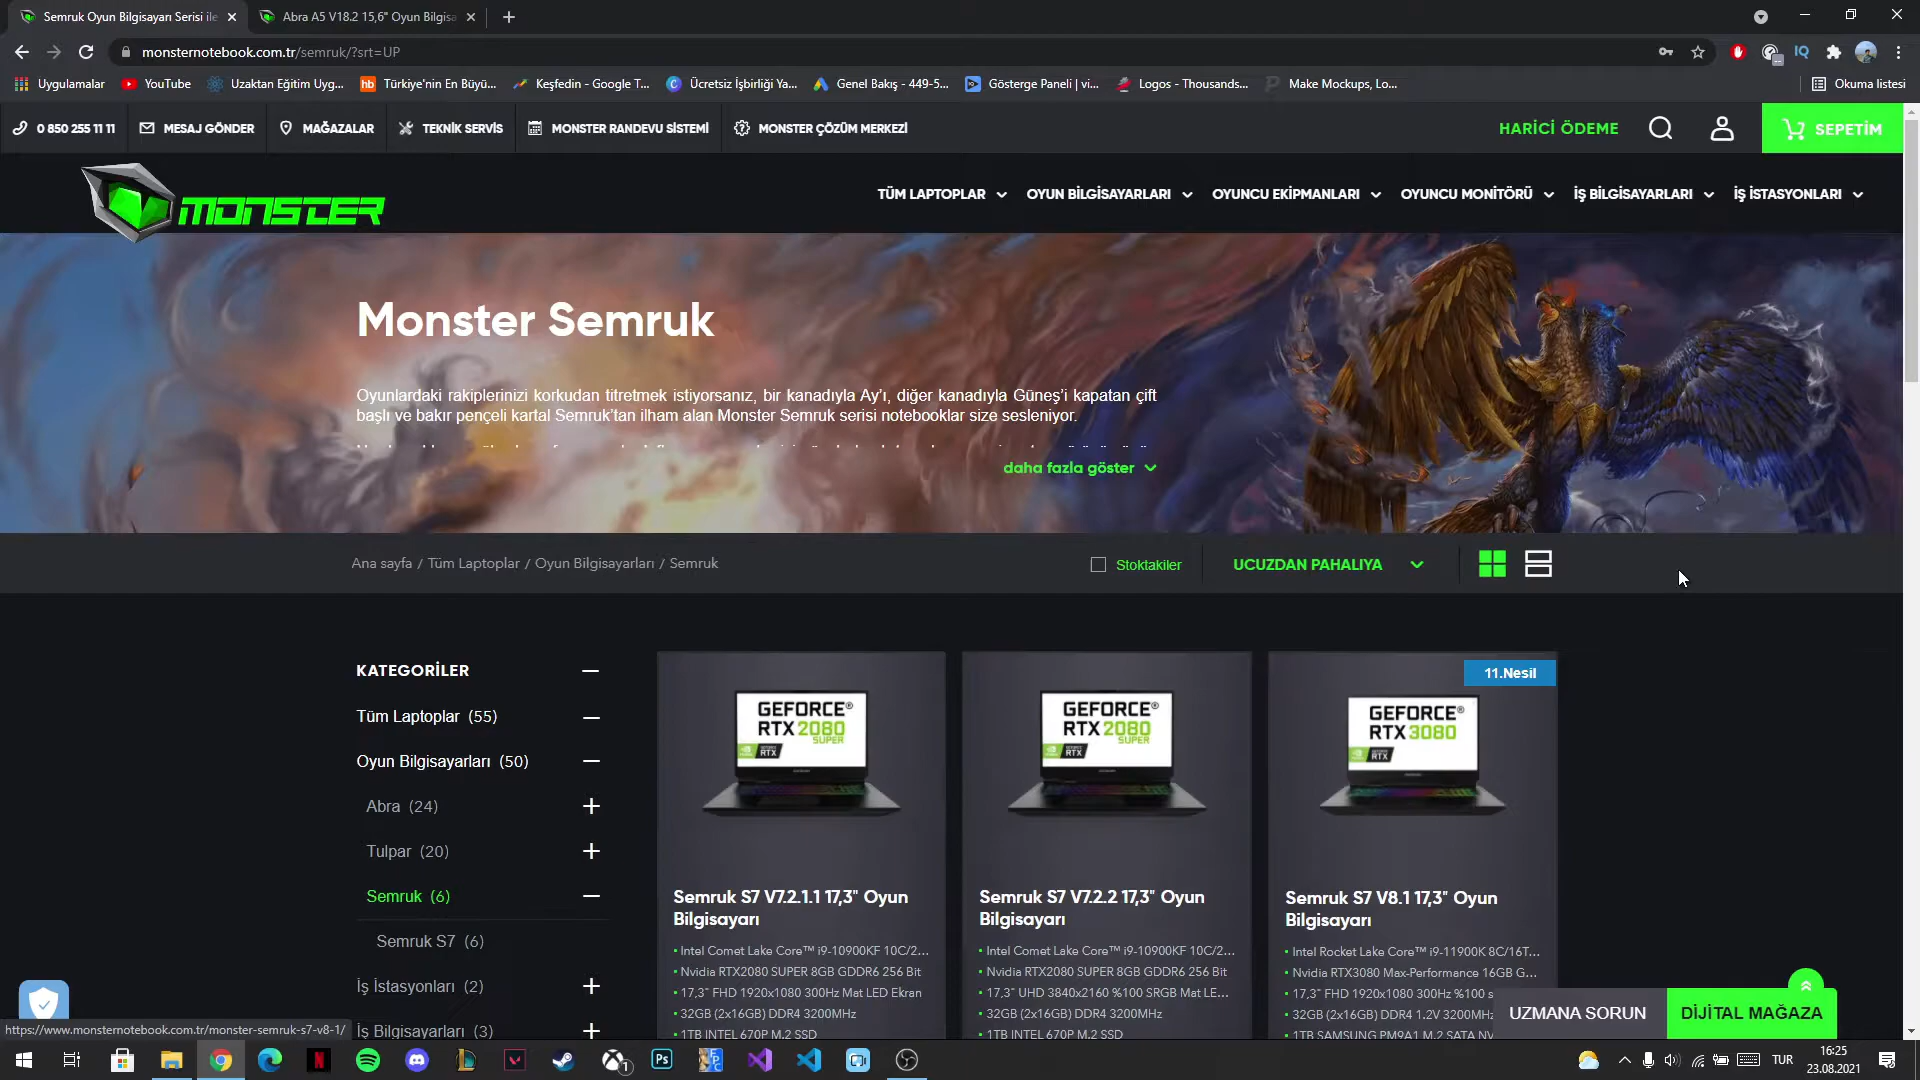 Semruk Oyun Bilgisayarı Serisi ile
Abra A5 V18.2 15,6" Oyun Bilgisa
monsternotebook.com.tr/semruk/?srt=UP
Uygulamalar
YouTube
Uzaktan Eğitim Uyg...
Türkiye'nin En Büyü...
Keşfedin - Google T...
Ücretsiz İşbirliği Ya...
Genel Bakış - 449-5...
Gösterge Paneli | vi...
Logos - Thousands...
Make Mockups, Lo...
Okuma listesi
0 850 255 11 11
MESAJ GÖNDER
MAĞAZALAR
TEKNİK SERVİS
MONSTER RANDEVU SİSTEMİ
MONSTER ÇÖZÜM MERKEZİ
HARİCİ ÖDEME
SEPETİM
MONSTER
TÜM LAPTOPLAR
OYUN BİLGİSAYARLARI
OYUNCU EKİPMANLARI
OYUNCU MONİTÖRÜ
İŞ BİLGİSAYARLARI
İŞ İSTASYONLARI
Monster Semruk
Oyunlardaki rakiplerinizi korkudan titretmek istiyorsanız, bir kanadıyla Ay'ı, diğer kanadıyla Güneş'i kapatan çift
başlı ve bakır pençeli kartal Semruk'tan ilham alan Monster Semruk serisi notebooklar size sesleniyor.
daha fazla göster
Ana sayfa / Tüm Laptoplar / Oyun Bilgisayarları / Semruk
Stoktakiler
UCUZDAN PAHALIYA
KATEGORİLER
Tüm Laptoplar (55)
Oyun Bilgisayarları (50)
Abra (24)
Tulpar (20)
Semruk (6)
Semruk S7 (6)
İş İstasyonları (2)
İş Bilgisayarları (3)
GEFORCE®
RTX 2080
SUPER
GEFORCE
RTX
Semruk S7 V7.2.1.1 17,3" Oyun
Bilgisayarı
• Intel Comet Lake Core™ i9-10900KF 10C/2...
• Nvidia RTX2080 SUPER 8GB GDDR6 256 Bit
• 17,3" FHD 1920x1080 300Hz Mat LED Ekran
• 32GB (2x16GB) DDR4 3200MHz
• 1TB INTEL 670P M.2 SSD
GEFORCE®
RTX 2080
SUPER
GEFORCE
RTX
Semruk S7 V7.2.2 17,3" Oyun
Bilgisayarı
• Intel Comet Lake Core™ i9-10900KF 10C/2...
• Nvidia RTX2080 SUPER 8GB GDDR6 256 Bit
• 17,3" UHD 3840x2160 %100 SRGB Mat LE...
• 32GB (2x16GB) DDR4 3200MHz
• 1TB INTEL 670P M.2 SSD
11.Nesil
GEFORCE®
RTX 3080
GEFORCE
RTX
Semruk S7 V8.1 17,3" Oyun
Bilgisayarı
• Intel Rocket Lake Core™ i9-11900K 8C/16T...
• Nvidia RTX3080 Max-Performance 16GB G...
• 17,3" FHD 1920x1080 300Hz %100 s
• 32GB (2x16GB) DDR4 1.2V 3200MHz
• 1TB SAMSUNG PM9A1 M.2 SATA NV
UZMANA SORUN
DİJİTAL MAĞAZA
https://www.monsternotebook.com.tr/monster-semruk-s7-v8-1/
TUR
16:25
23.08.2021